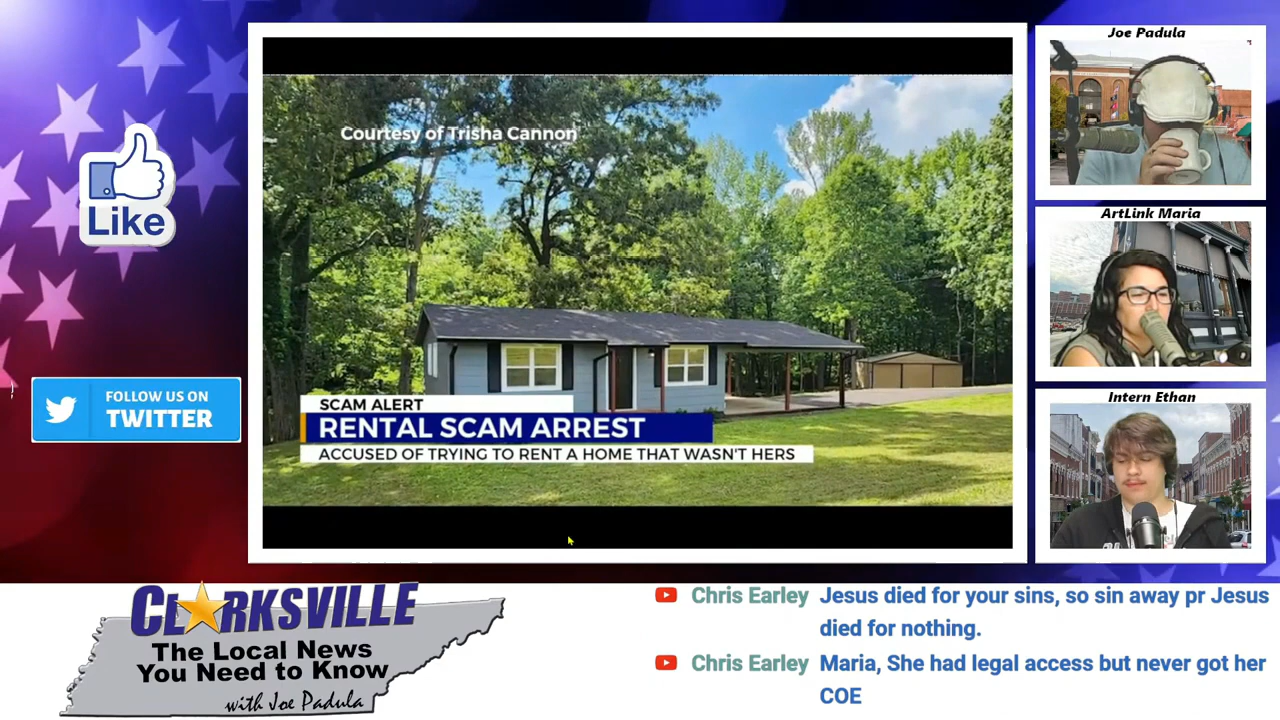 Joe Padula
Courtesy of Trisha Cannon
Like
ArtLink Maria
FOLLOW US ON
TWITTER
Intern Ethan
SCAM ALERT
RENTAL SCAM ARREST
ACCUSED OF TRYING TO RENT A HOME THAT WASN'T HERS
CLARKSVILLE
The Local News
You Need to Know
with Joe Padula
Chris Earley Jesus died for your sins, so sin away pr Jesus
died for nothing.
Chris Earley Maria, She had legal access but never got her
COE